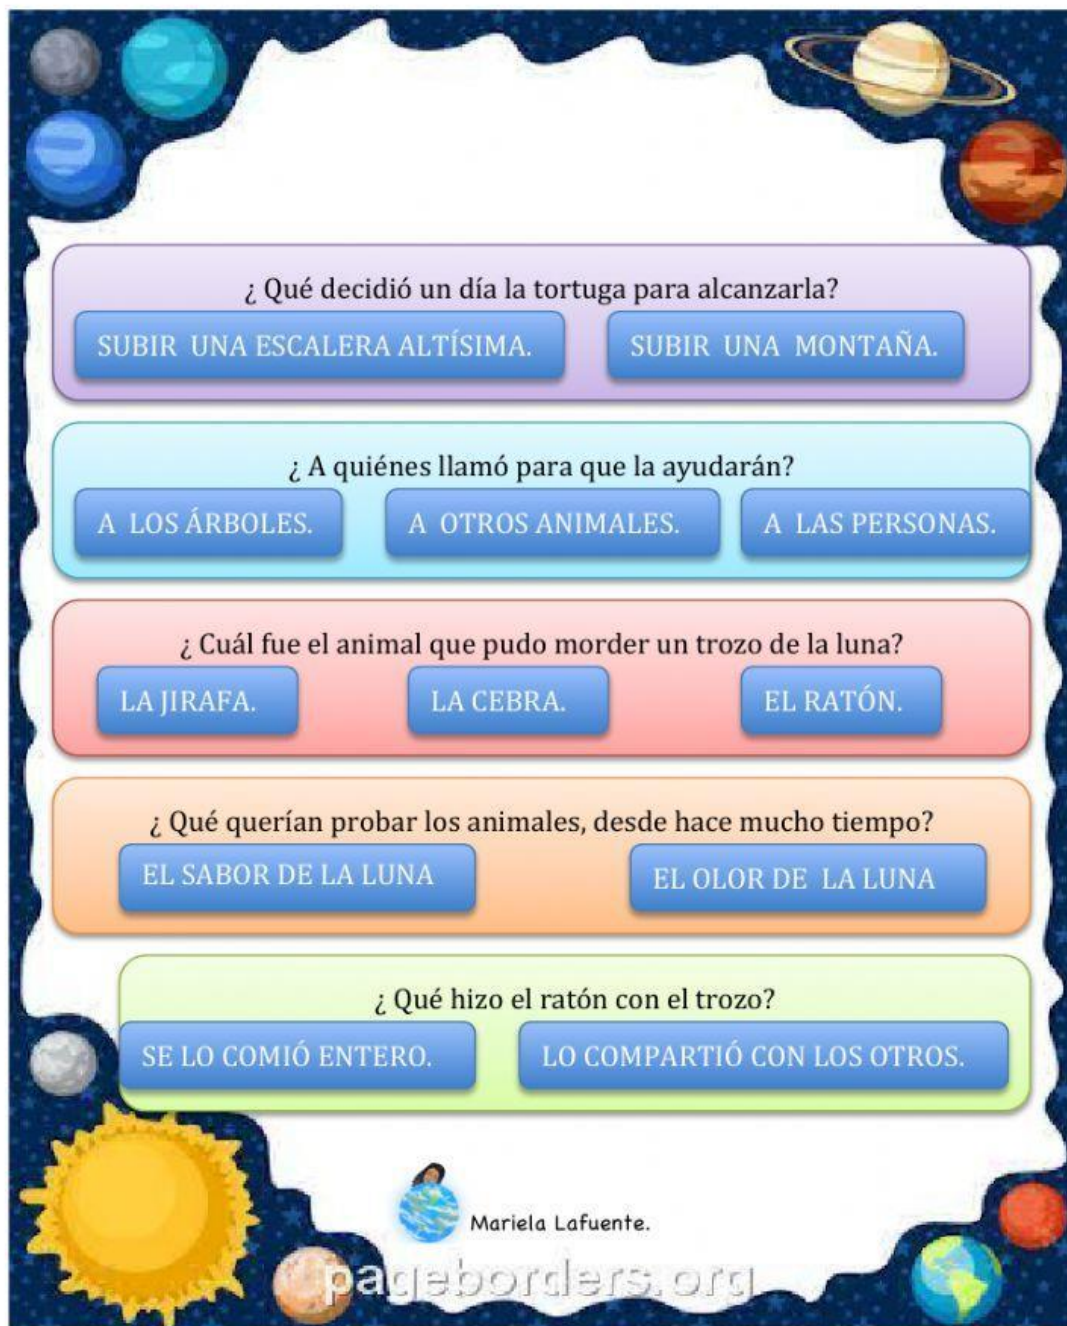 ¿ Qué decidió un día la tortuga para alcanzarla?
SUBIR UNA ESCALERA ALTÍSIMA. SUBIR UNA MONTAÑA.
¿ A quiénes llamó para que la ayudarán?
A LOS ÁRBOLES. A OTROS ANIMALES. A LAS PERSONAS.
¿ Cuál fue el animal que pudo morder un trozo de la luna?
LA JIRAFA. LA CEBRA. EL RATÓN.
¿ Qué querían probar los animales, desde hace mucho tiempo?
EL SABOR DE LA LUNA EL OLOR DE LA LUNA
¿ Qué hizo el ratón con el trozo?
SE LO COMIÓ ENTERO. LO COMPARTIÓ CON LOS OTROS.
Mariela Lafuente.
pageborders.org